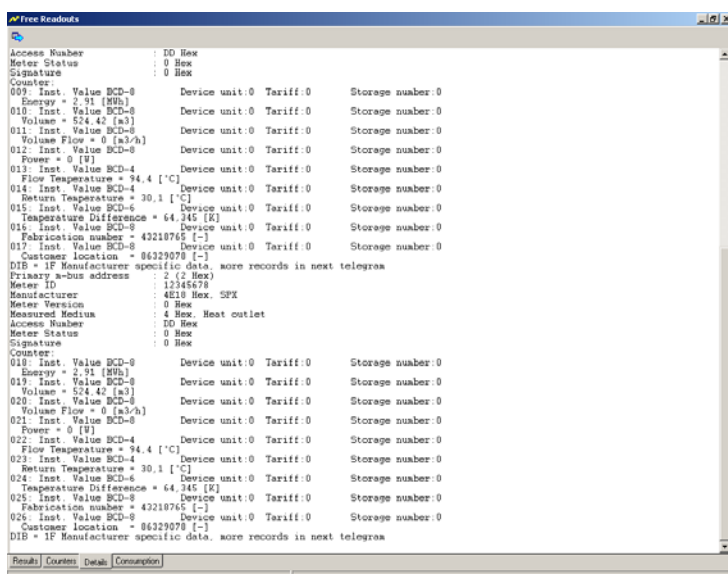 Free Readouts
Access Number : DD Hex
Meter Status : 0 Hex
Signature : 0 Hex
Counter:
009: Inst. Value BCD-8 Device unit:0 Tariff:0 Storage number:0
Energy = 2,91 [MWh]
010: Inst. Value BCD-8 Device unit:0 Tariff:0 Storage number:0
Volume = 524,42 [m3]
011: Inst. Value BCD-8 Device unit:0 Tariff:0 Storage number:0
Volume Flow = 0 [m3/h]
012: Inst. Value BCD-8 Device unit:0 Tariff:0 Storage number:0
Power = 0 [W]
013: Inst. Value BCD-4 Device unit:0 Tariff:0 Storage number:0
Flow Temperature = 94,4 [°C]
014: Inst. Value BCD-4 Device unit:0 Tariff:0 Storage number:0
Return Temperature = 30,1 [°C]
015: Inst. Value BCD-6 Device unit:0 Tariff:0 Storage number:0
Temperature Difference = 64,345 [K]
016: Inst. Value BCD-8 Device unit:0 Tariff:0 Storage number:0
Fabrication number = 43218765 [-]
017: Inst. Value BCD-8 Device unit:0 Tariff:0 Storage number:0
Customer location = 86329078 [-]
DIB = 1F Manufacturer specific data, more records in next telegram
Primary m-bus address : 2 (2 Hex)
Meter ID : 12345678
Manufacturer : 4E18 Hex, SPX
Meter Version : 0 Hex
Measured Medium : 4 Hex, Heat outlet
Access Number : DD Hex
Meter Status : 0 Hex
Signature : 0 Hex
Counter:
018: Inst. Value BCD-8 Device unit:0 Tariff:0 Storage number:0
Energy = 2,91 [MWh]
019: Inst. Value BCD-8 Device unit:0 Tariff:0 Storage number:0
Volume = 524,42 [m3]
020: Inst. Value BCD-8 Device unit:0 Tariff:0 Storage number:0
Volume Flow = 0 [m3/h]
021: Inst. Value BCD-8 Device unit:0 Tariff:0 Storage number:0
Power = 0 [W]
022: Inst. Value BCD-4 Device unit:0 Tariff:0 Storage number:0
Flow Temperature = 94,4 [°C]
023: Inst. Value BCD-4 Device unit:0 Tariff:0 Storage number:0
Return Temperature = 30,1 [°C]
024: Inst. Value BCD-6 Device unit:0 Tariff:0 Storage number:0
Temperature Difference = 64,345 [K]
025: Inst. Value BCD-8 Device unit:0 Tariff:0 Storage number:0
Fabrication number = 43218765 [-]
026: Inst. Value BCD-8 Device unit:0 Tariff:0 Storage number:0
Customer location = 86329078 [-]
DIB = 1F Manufacturer specific data, more records in next telegram
Results Counters Details Consumption